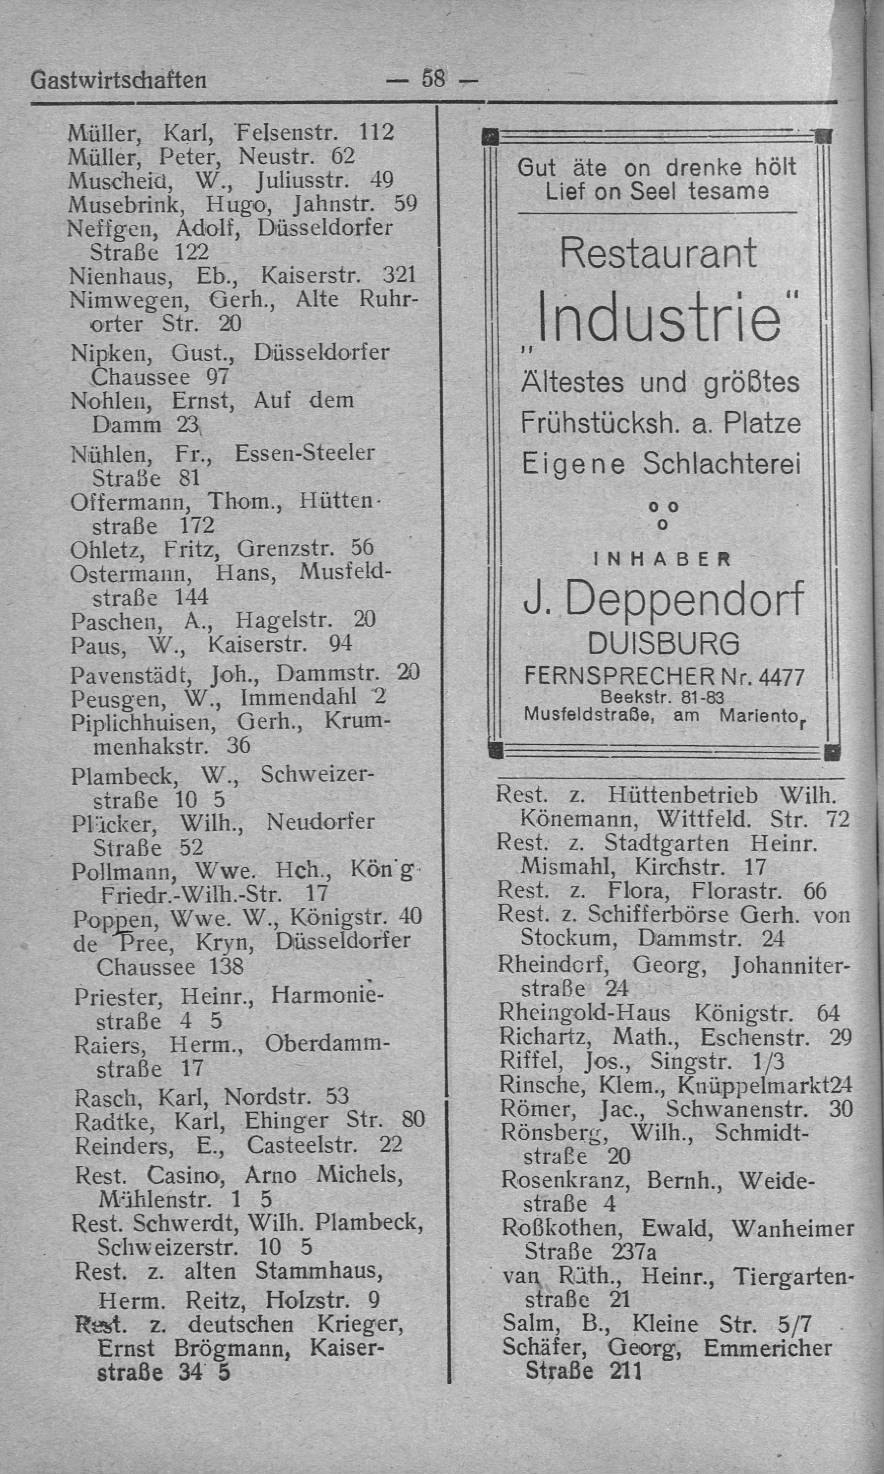 Gastwirtschaften — 58 —
Müller, Karl, Felsenstr. 112
Müller, Peter, Neustr. 62
Muscheid, W., Juliusstr. 49
Musebrink, Hugo, Jahnstr. 59
Neffgen, Adolf, Düsseldorfer
Straße 122
Nienhaus, Eb., Kaiserstr. 321
Nimwegen, Gerh., Alte Ruhr-
orter Str. 20
Nipken, Gust., Düsseldorfer
Chaussee 97
Nohlen, Ernst, Auf dem
Damm 23
Nühlen, Fr., Essen-Steeler
Straße 81
Offermann, Thom., Hütten-
straße 172
Ohletz, Fritz, Grenzstr. 56
Ostermann, Hans, Musfeld-
straße 144
Paschen, A., Hagelstr. 20
Paus, W., Kaiserstr. 94
Pavenstädt, Joh., Dammstr. 20
Peusgen, W., Immendahl 2
Piplichhuisen, Gerh., Krum-
menhakstr. 36
Plambeck, W., Schweizer-
straße 10 5
Plücker, Wilh., Neudorfer
Straße 52
Pollmann, Wwe. Hch., Kön'g-
Friedr.-Wilh.-Str. 17
Poppen, Wwe. W., Königstr. 40
de Pree, Kryn, Düsseldorfer
Chaussee 138
Priester, Heinr., Harmonie-
straße 4 5
Raiers, Herm., Oberdamm-
straße 17
Rasch, Karl, Nordstr. 53
Radtke, Karl, Ehinger Str. 80
Reinders, E., Casteelstr. 22
Rest. Casino, Arno Michels,
Mühlenstr. 1 5
Rest. Schwerdt, Wilh. Plambeck,
Schweizerstr. 10 5
Rest. z. alten Stammhaus,
Herm. Reitz, Holzstr. 9
Rest. z. deutschen Krieger,
Ernst Brögmann, Kaiser-
straße 34 5
Gut äte on drenke hölt
Lief on Seel tesame
Restaurant
„Industrie“
Ältestes und größtes
Frühstücksh. a. Platze
Eigene Schlachterei
INHABER
J. Deppendorf
DUISBURG
FERNSPRECHER Nr. 4477
Beekstr. 81-83
Musfeldstraße, am Marientor
Rest. z. Hüttenbetrieb Wilh.
Könemann, Wittfeld. Str. 72
Rest. z. Stadtgarten Heinr.
Mismahl, Kirchstr. 17
Rest. z. Flora, Florastr. 66
Rest. z. Schifferbörse Gerh. von
Stockum, Dammstr. 24
Rheindorf, Georg, Johanniter-
straße 24
Rheingold-Haus Königstr. 64
Richartz, Math., Eschenstr. 29
Riffel, Jos., Singstr. 1/3
Rinsche, Klem., Knüppelmarkt24
Römer, Jac., Schwanenstr. 30
Rönsberg, Wilh., Schmidt-
straße 20
Rosenkranz, Bernh., Weide-
straße 4
Roßkothen, Ewald, Wanheimer
Straße 237a
van Rüth., Heinr., Tiergarten-
straße 21
Salm, B., Kleine Str. 5/7
Schäfer, Georg, Emmericher
Straße 211